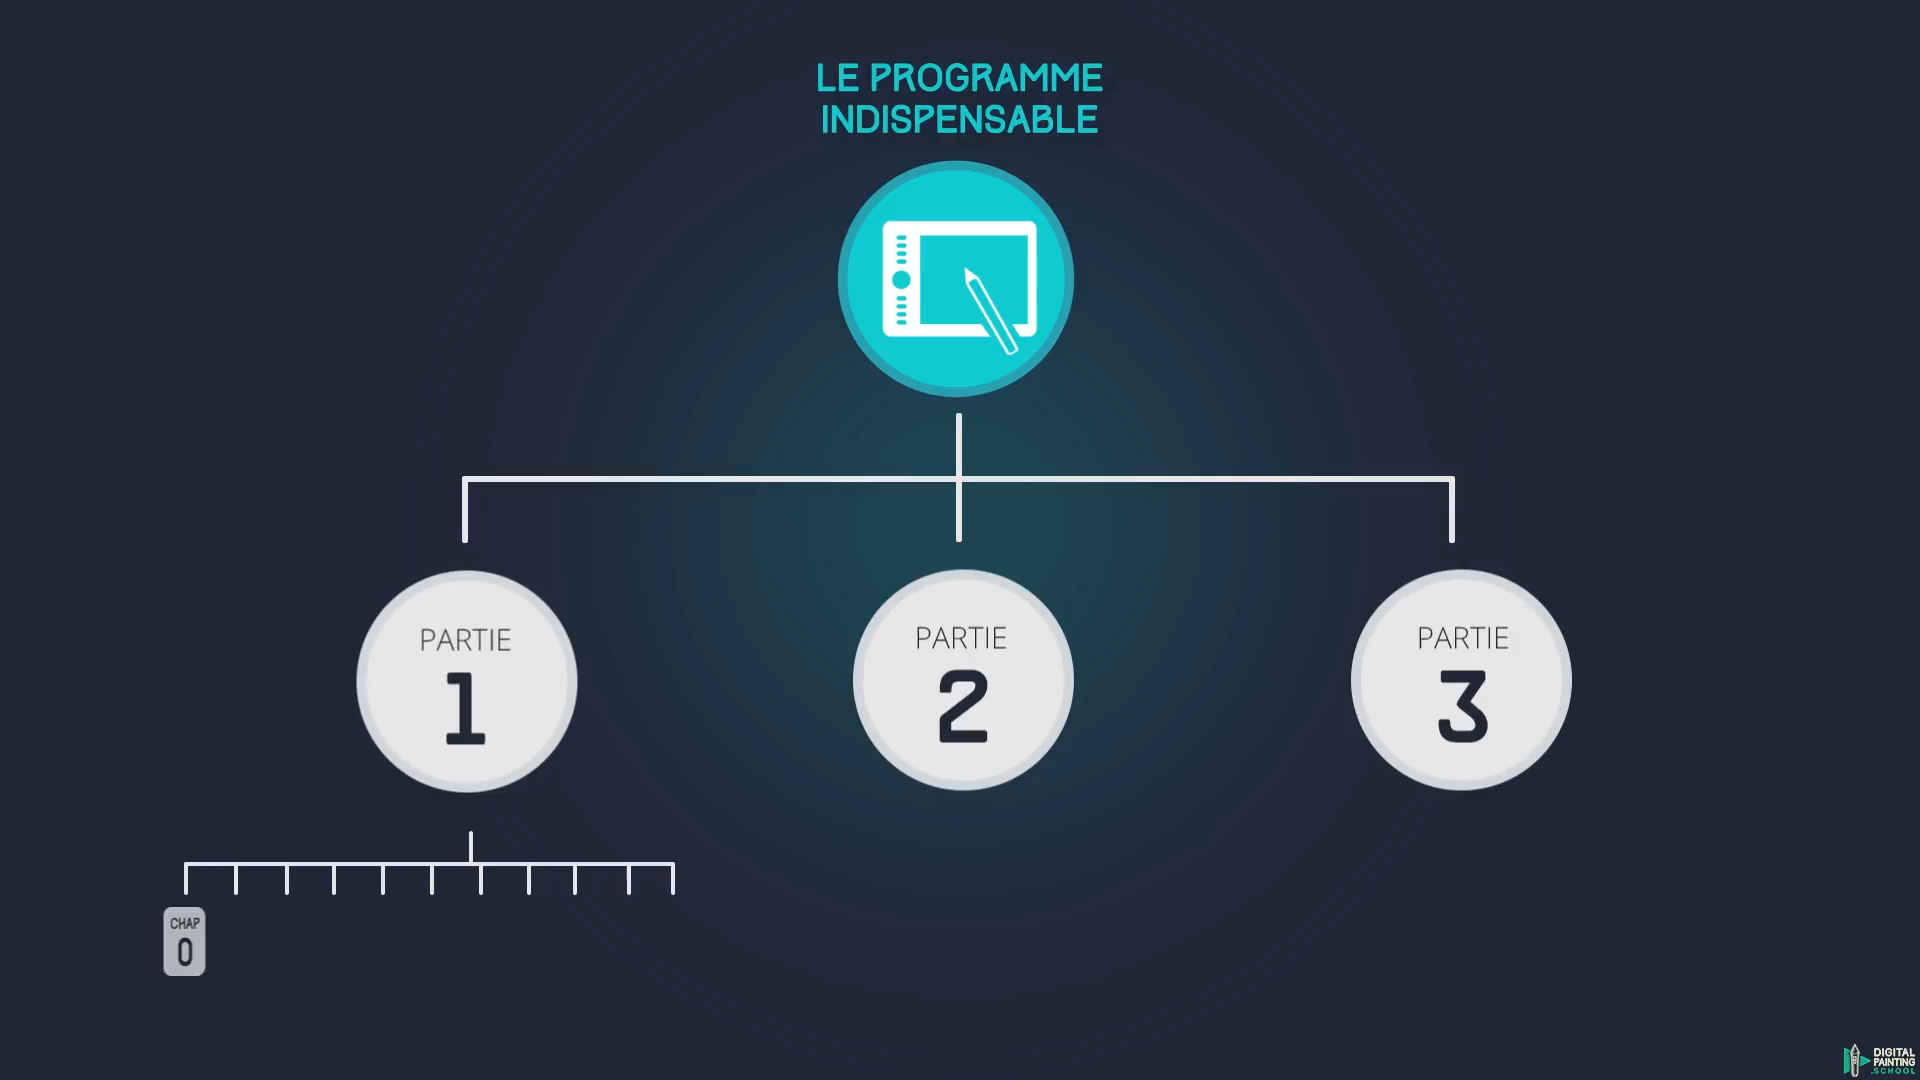 LE PROGRAMME
INDISPENSABLE
PARTIE
1
PARTIE
2
PARTIE
3
CHAP
0
DIGITAL
PAINTING
.SCHOOL